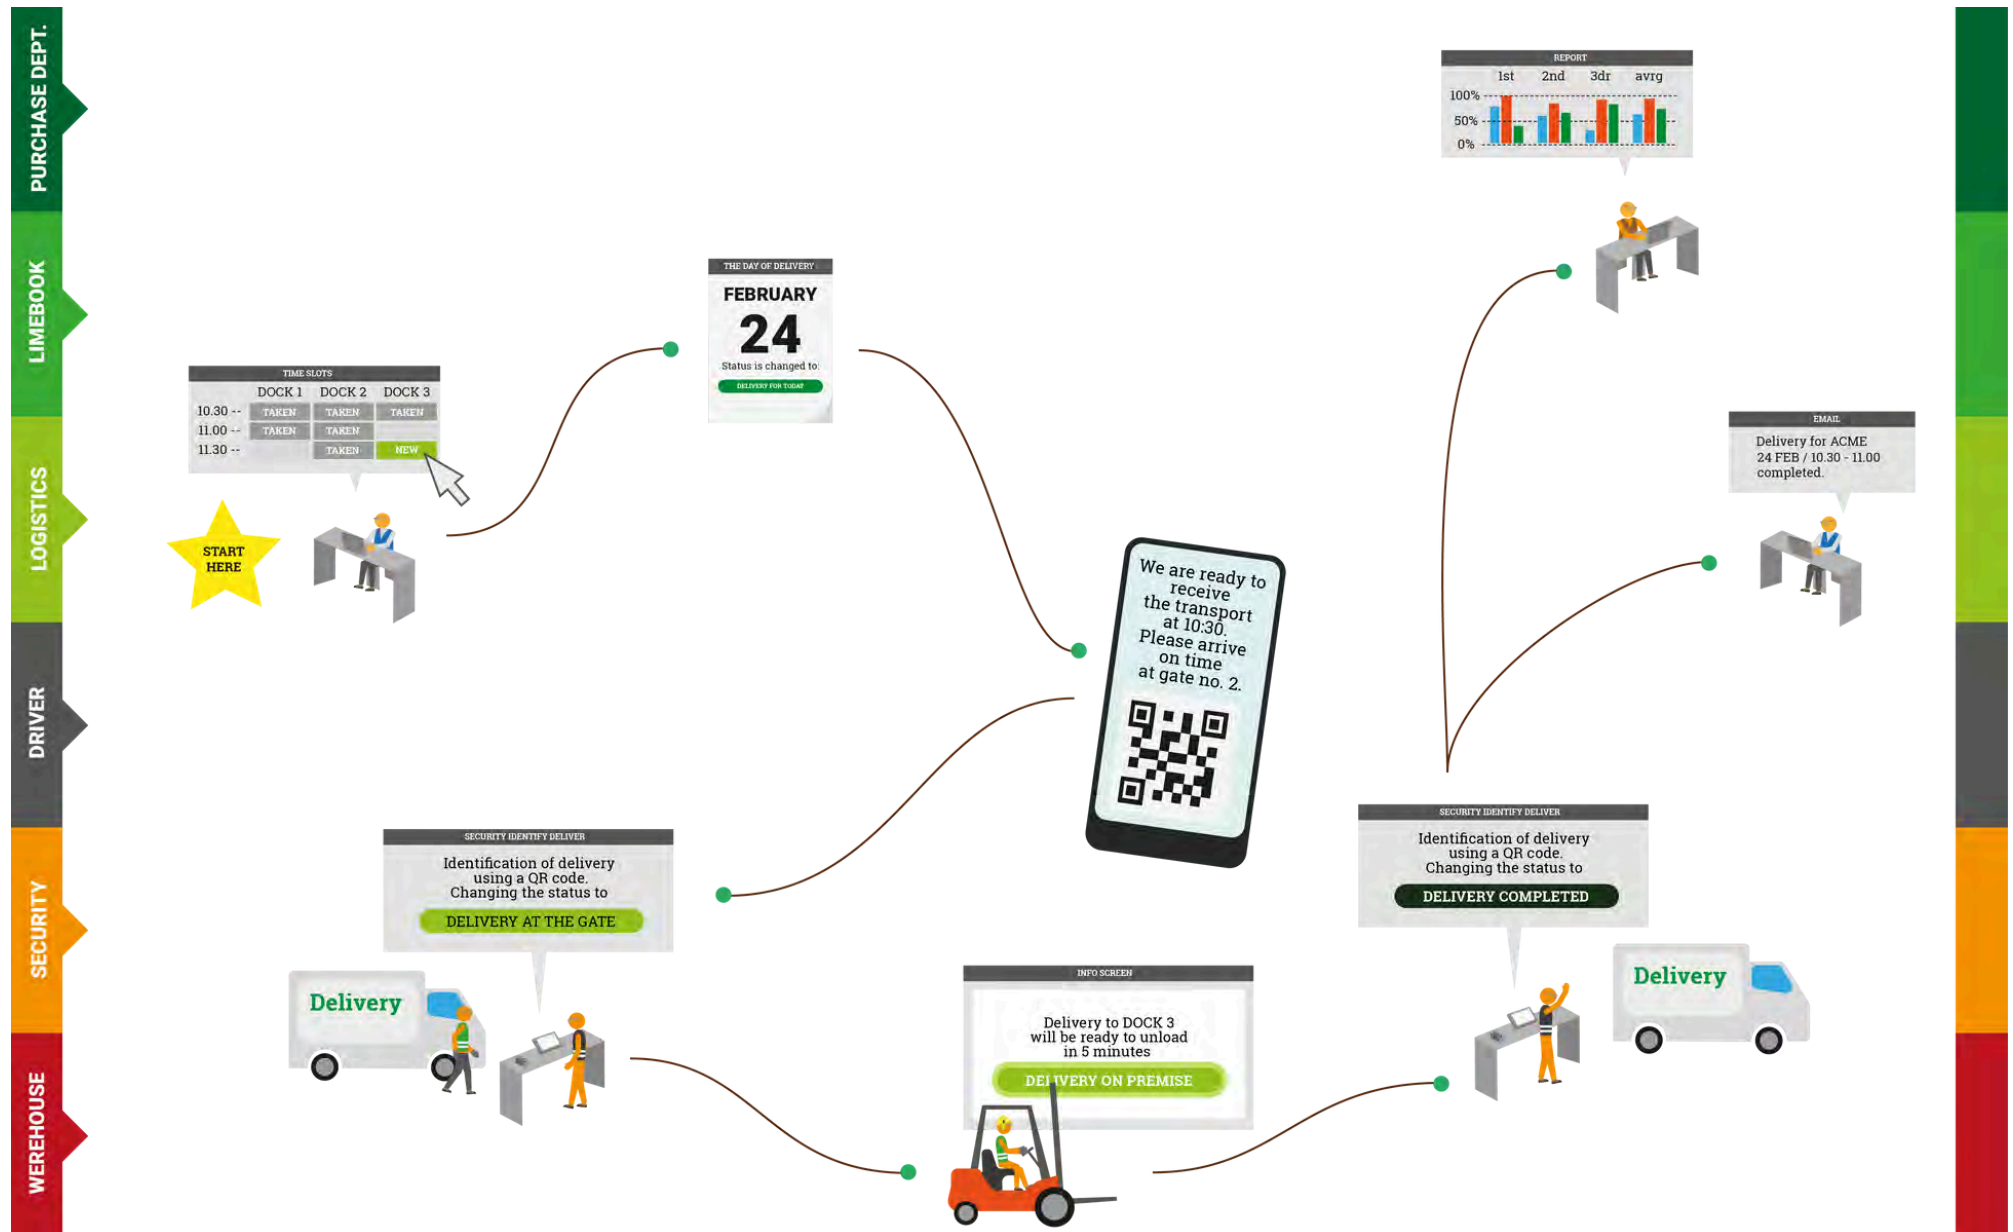 PURCHASE DEPT.
LIMEBOOK
LOGISTICS
DRIVER
SECURITY
WEREHOUSE
START
HERE
TIME SLOTS
DOCK 1 DOCK 2 DOCK 3
10.30 -- TAKEN TAKEN TAKEN
11.00 -- TAKEN TAKEN
11.30 -- TAKEN NEW
THE DAY OF DELIVERY
FEBRUARY
24
Status is changed to:
DELIVERY FOR TODAY
We are ready to
receive
the transport
at 10:30.
Please arrive
on time
at gate no. 2.
SECURITY IDENTIFY DELIVER
Identification of delivery
using a QR code.
Changing the status to
DELIVERY AT THE GATE
Delivery
INFO SCREEN
Delivery to DOCK 3
will be ready to unload
in 5 minutes
DELIVERY ON PREMISE
SECURITY IDENTIFY DELIVER
Identification of delivery
using a QR code.
Changing the status to
DELIVERY COMPLETED
Delivery
EMAIL
Delivery for ACME
24 FEB / 10.30 - 11.00
completed.
REPORT
1st 2nd 3dr avrg
100%
50%
0%